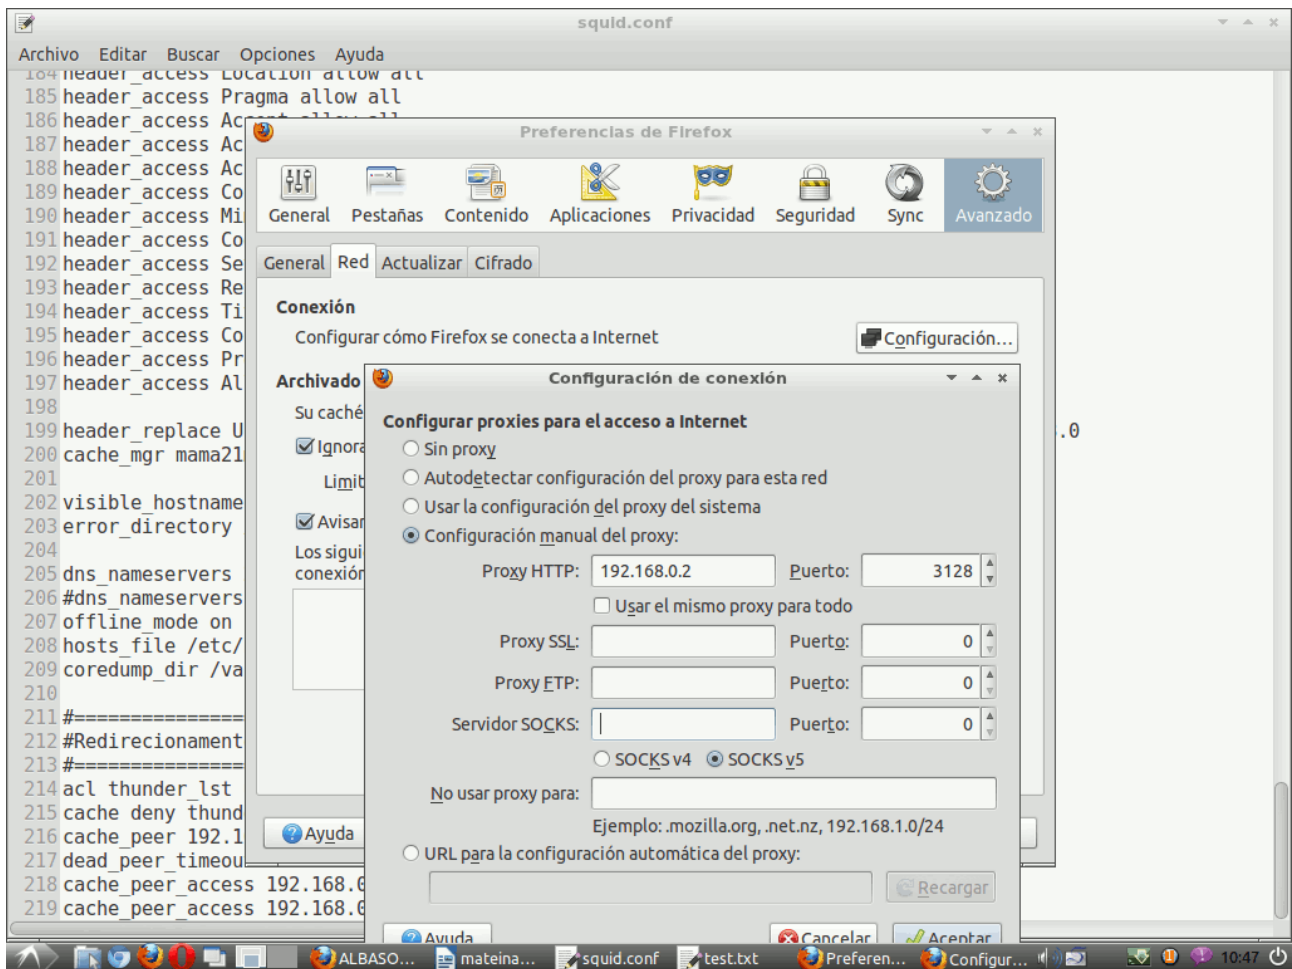 squid.conf
Archivo Editar Buscar Opciones Ayuda
184 header_access Location allow all
185 header_access Pragma allow all
186 header_access Accept allow all
187 header_access Ac
188 header_access Ac
189 header_access Co
190 header_access Mi
191 header_access Co
192 header_access Se
193 header_access Re
194 header_access Ti
195 header_access Co
196 header_access Pr
197 header_access Al
198
199 header_replace U .0
200 cache_mgr mama21
201
202 visible_hostname
203 error_directory
204
205 dns_nameservers
206 #dns_nameservers
207 offline_mode on
208 hosts_file /etc/
209 coredump_dir /va
210
211 #===============
212 #Redirecionament
213 #===============
214 acl thunder_lst
215 cache deny thund
216 cache_peer 192.1
217 dead_peer_timeou
218 cache_peer_access 192.168.0
219 cache_peer_access 192.168.0
Preferencias de Firefox
General Pestañas Contenido Aplicaciones Privacidad Seguridad Sync Avanzado
General Red Actualizar Cifrado
Conexión
Configurar cómo Firefox se conecta a Internet Configuración...
Archivado
Su caché
Ignora
Limit
Avisar
Los sigui
conexión
Ayuda
Configuración de conexión
Configurar proxies para el acceso a Internet
Sin proxy
Autodetectar configuración del proxy para esta red
Usar la configuración del proxy del sistema
Configuración manual del proxy:
Proxy HTTP: 192.168.0.2 Puerto: 3128
Usar el mismo proxy para todo
Proxy SSL: Puerto: 0
Proxy FTP: Puerto: 0
Servidor SOCKS: Puerto: 0
SOCKS v4 SOCKS v5
No usar proxy para:
Ejemplo: .mozilla.org, .net.nz, 192.168.1.0/24
URL para la configuración automática del proxy:
Recargar
Ayuda Cancelar Aceptar
ALBASO... mateina... squid.conf test.txt Preferen... Configur... 10:47